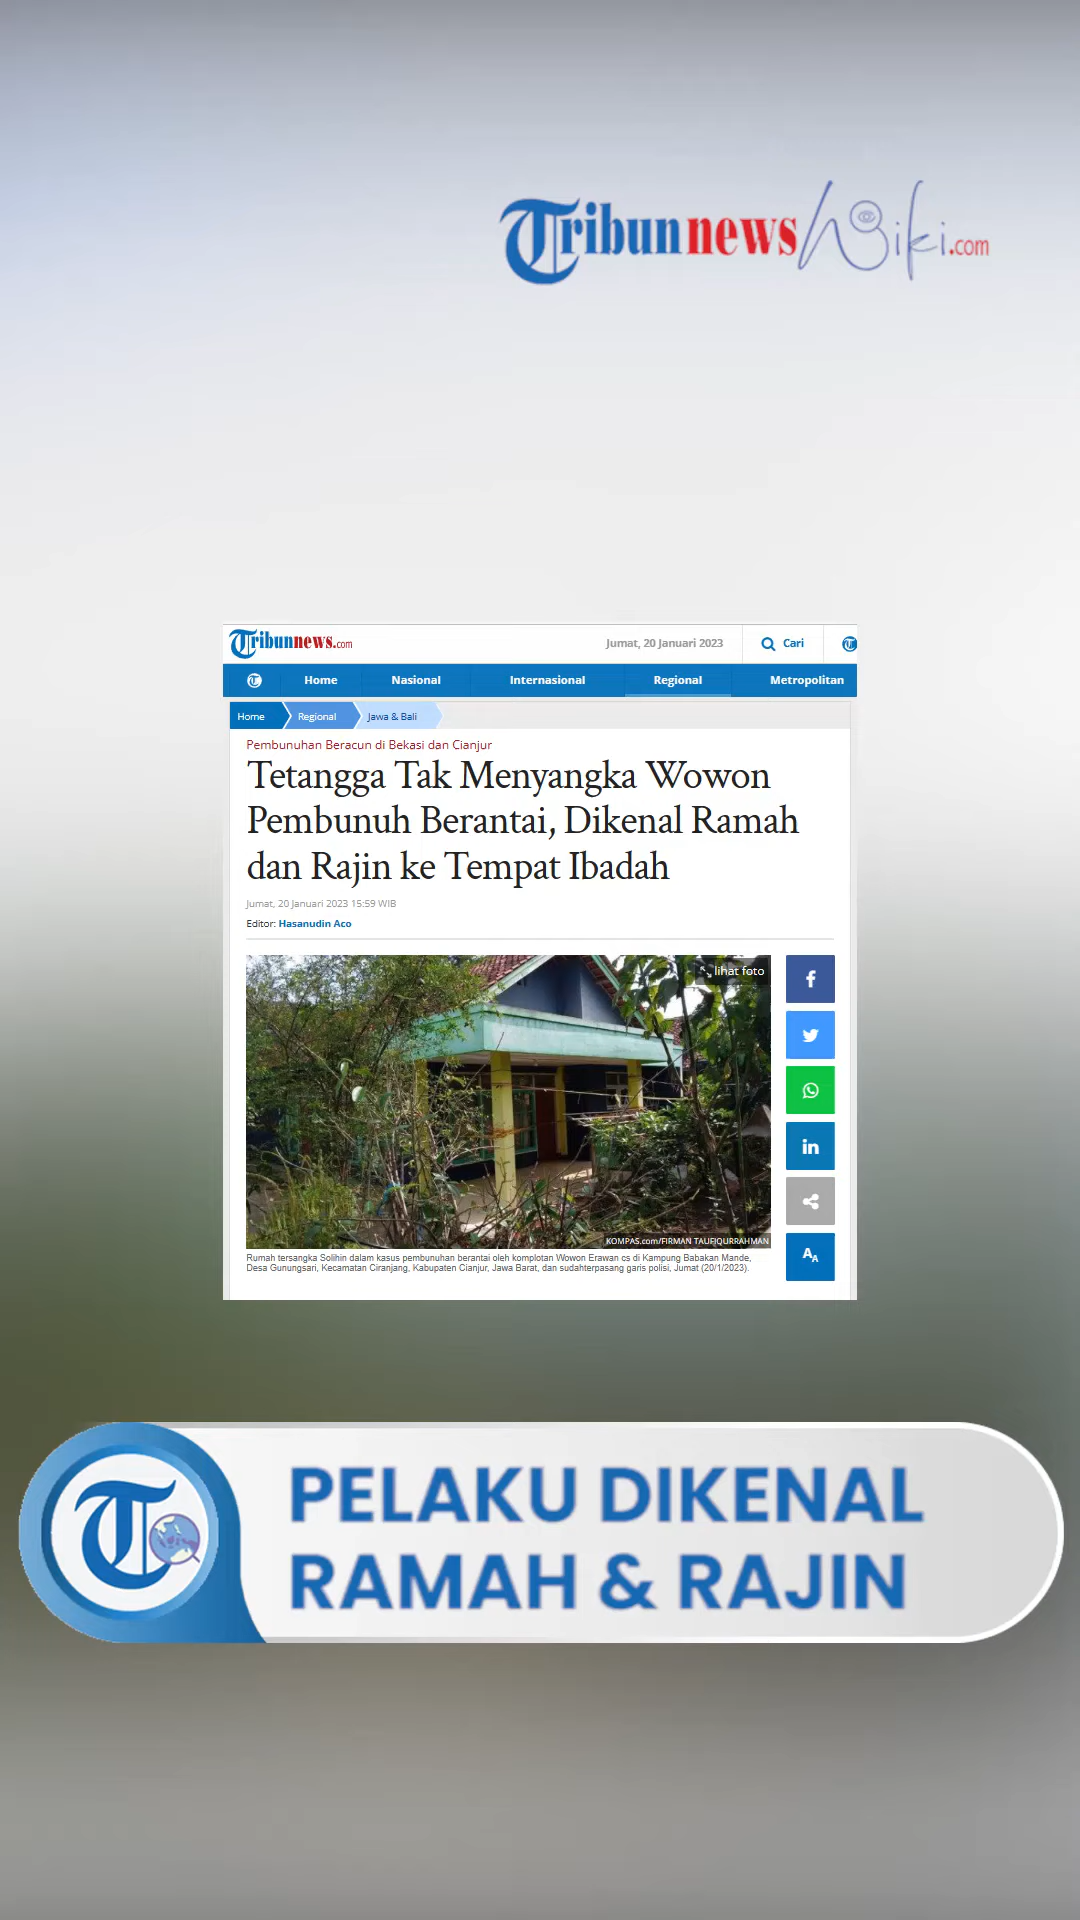 TribunnewsWiki.com
Tribunnews.com
Jumat, 20 Januari 2023
Cari
Home
Nasional
Internasional
Regional
Metropolitan
Home
Regional
Jawa & Bali
Pembunuhan Beracun di Bekasi dan Cianjur
Tetangga Tak Menyangka Wowon
Pembunuh Berantai, Dikenal Ramah
dan Rajin ke Tempat Ibadah
Jumat, 20 Januari 2023 15:59 WIB
Editor: Hasanudin Aco
lihat foto
KOMPAS.com/FIRMAN TAUFIQURRAHMAN
Rumah tersangka Solihin dalam kasus pembunuhan berantai oleh komplotan Wowon Erawan cs di Kampung Babakan Mande,
Desa Gunungsari, Kecamatan Ciranjang, Kabupaten Cianjur, Jawa Barat, dan sudahterpasang garis polisi, Jumat (20/1/2023).
f
in
AA
T
PELAKU DIKENAL
RAMAH & RAJIN